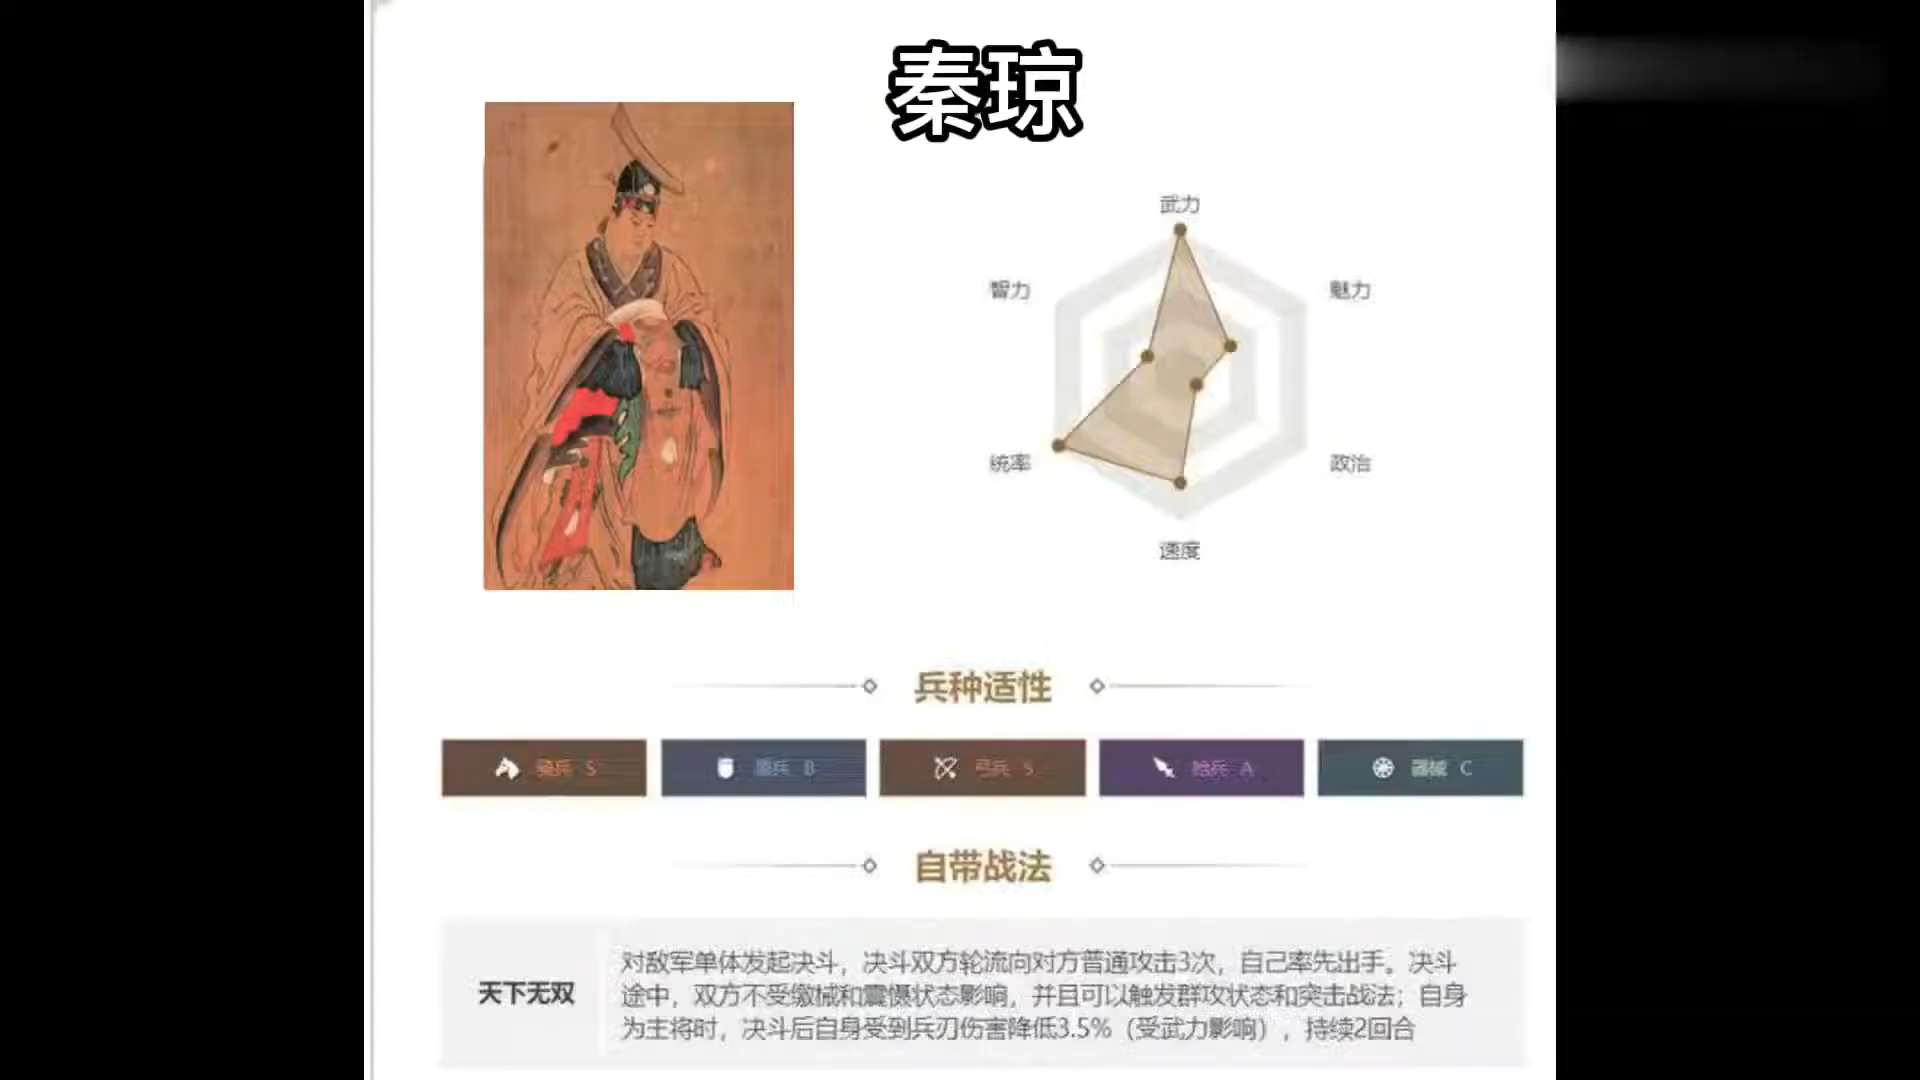 秦琼
武力
智力
魅力
统率
政治
速度
兵种适性
骑兵 S
盾兵 B
弓兵 S
枪兵 A
器械 C
自带战法
天下无双
对敌军单体发起决斗，决斗双方轮流向对方普通攻击3次，自己率先出手。决斗
途中，双方不受缴械和震慑状态影响，并且可以触发群攻状态和突击战法；自身
为主将时，决斗后自身受到兵刃伤害降低3.5%（受武力影响），持续2回合